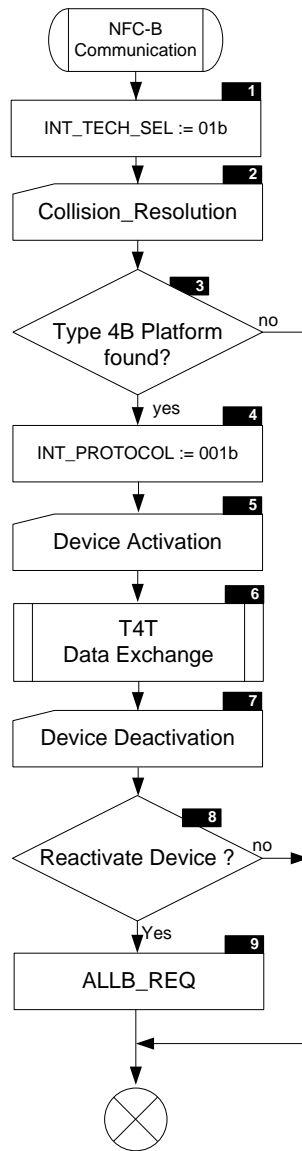 NFC-B
Communication
1
INT_TECH_SEL := 01b
2
Collision_Resolution
3
Type 4B Platform
found?
no
yes
4
INT_PROTOCOL := 001b
5
Device Activation
6
T4T
Data Exchange
7
Device Deactivation
8
Reactivate Device ?
no
Yes
9
ALLB_REQ